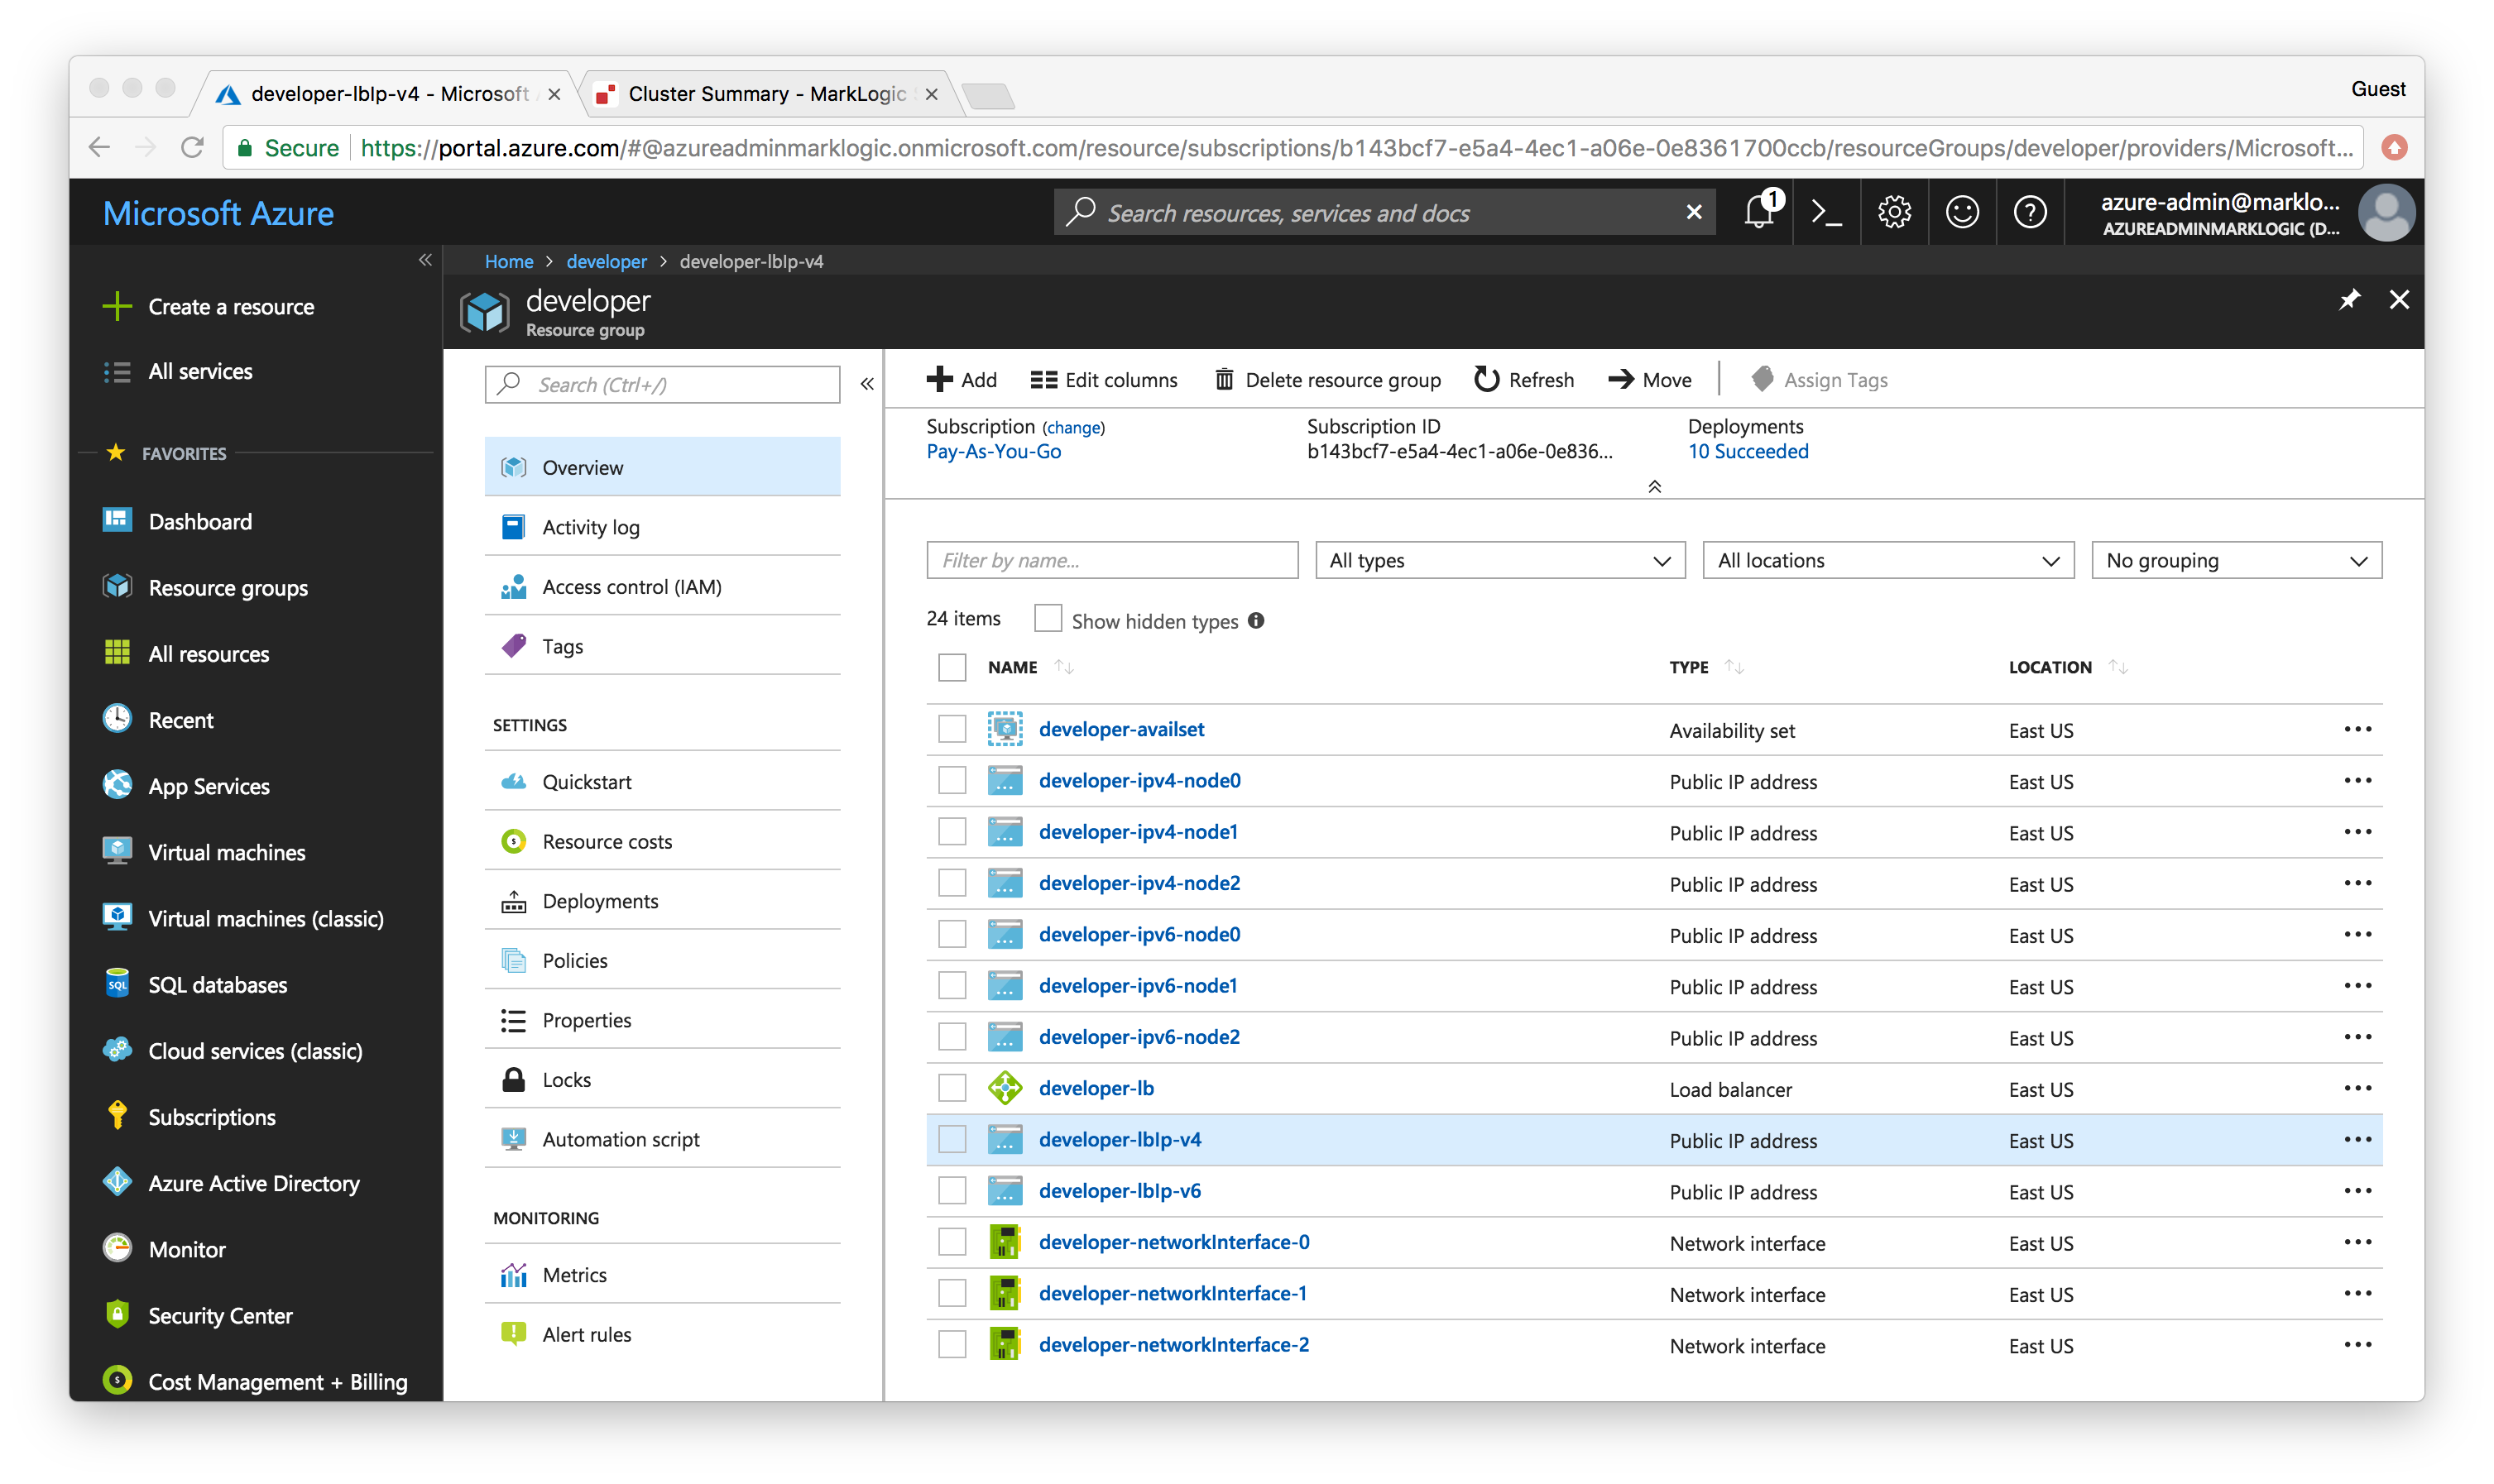 developer-lbIp-v4 - Microsoft
Cluster Summary - MarkLogic
Guest
Secure
https://portal.azure.com/#@azureadminmarklogic.onmicrosoft.com/resource/subscriptions/b143bcf7-e5a4-4ec1-a06e-0e8361700ccb/resourceGroups/developer/providers/Microsoft...
Microsoft Azure
Search resources, services and docs
1
azure-admin@marklo...
AZUREADMINMARKLOGIC (D...
Create a resource
All services
FAVORITES
Dashboard
Resource groups
All resources
Recent
App Services
Virtual machines
Virtual machines (classic)
SQL
SQL databases
Cloud services (classic)
Subscriptions
Azure Active Directory
Monitor
Security Center
Cost Management + Billing
Home > developer > developer-lbIp-v4
developer
Resource group
Search (Ctrl+/)
Overview
Activity log
Access control (IAM)
Tags
SETTINGS
Quickstart
Resource costs
Deployments
Policies
Properties
Locks
Automation script
MONITORING
Metrics
Alert rules
Add Edit columns Delete resource group Refresh Move Assign Tags
Subscription (change) Subscription ID Deployments
Pay-As-You-Go b143bcf7-e5a4-4ec1-a06e-0e836... 10 Succeeded
Filter by name... All types All locations No grouping
24 items Show hidden types
NAME TYPE LOCATION
developer-availset Availability set East US
developer-ipv4-node0 Public IP address East US
developer-ipv4-node1 Public IP address East US
developer-ipv4-node2 Public IP address East US
developer-ipv6-node0 Public IP address East US
developer-ipv6-node1 Public IP address East US
developer-ipv6-node2 Public IP address East US
developer-lb Load balancer East US
developer-lbIp-v4 Public IP address East US
developer-lbIp-v6 Public IP address East US
developer-networkInterface-0 Network interface East US
developer-networkInterface-1 Network interface East US
developer-networkInterface-2 Network interface East US